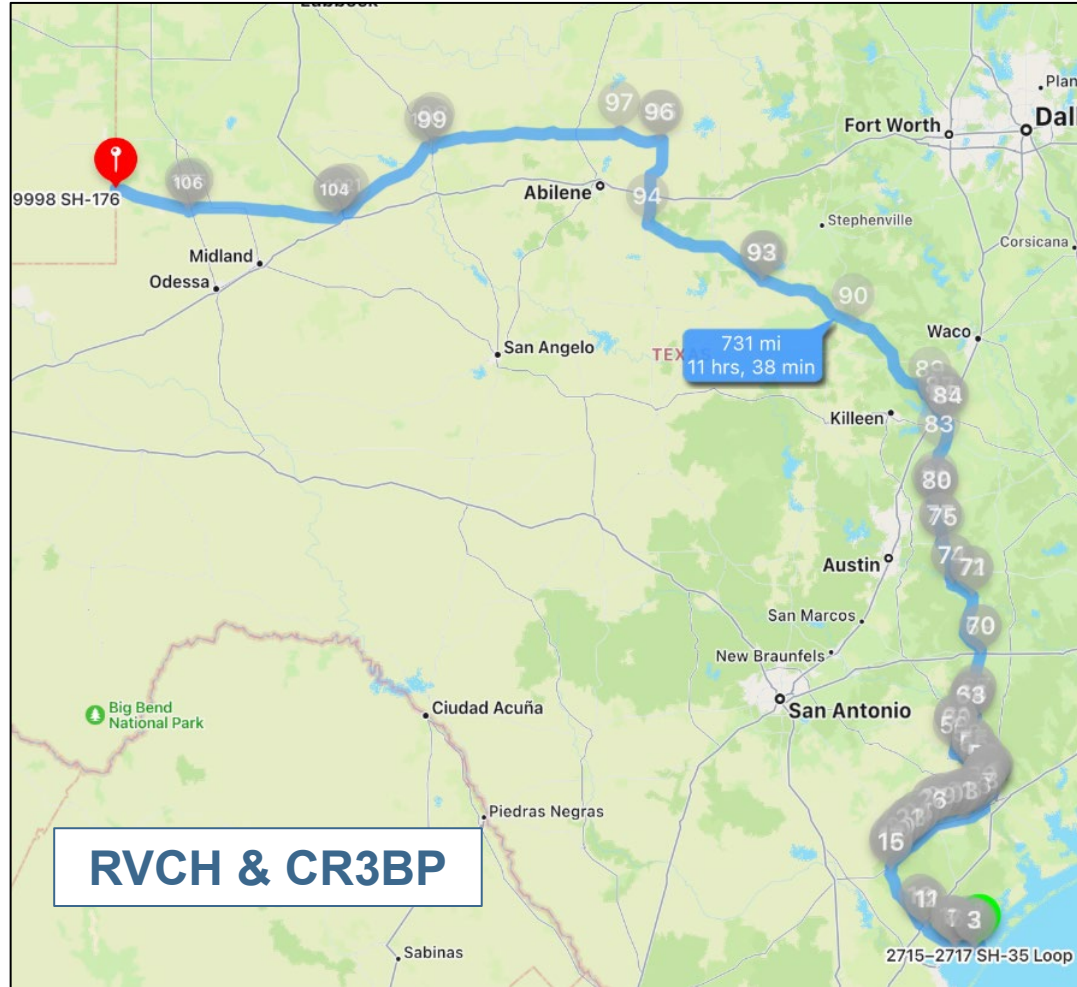 97
96
99
Plan
Fort Worth
Dal
106
104
Abilene
94
Stephenville
9998 SH-176
Corsicana
Midland
93
Odessa
90
Waco
San Angelo
TEXAS
731 mi
11 hrs, 38 min
84
Killeen
83
80
75
Austin
71
San Marcos
70
New Braunfels
63
Big Bend
National Park
Ciudad Acuña
San Antonio
Piedras Negras
15
RVCH & CR3BP
11
3
Sabinas
2715–2717 SH-35 Loop